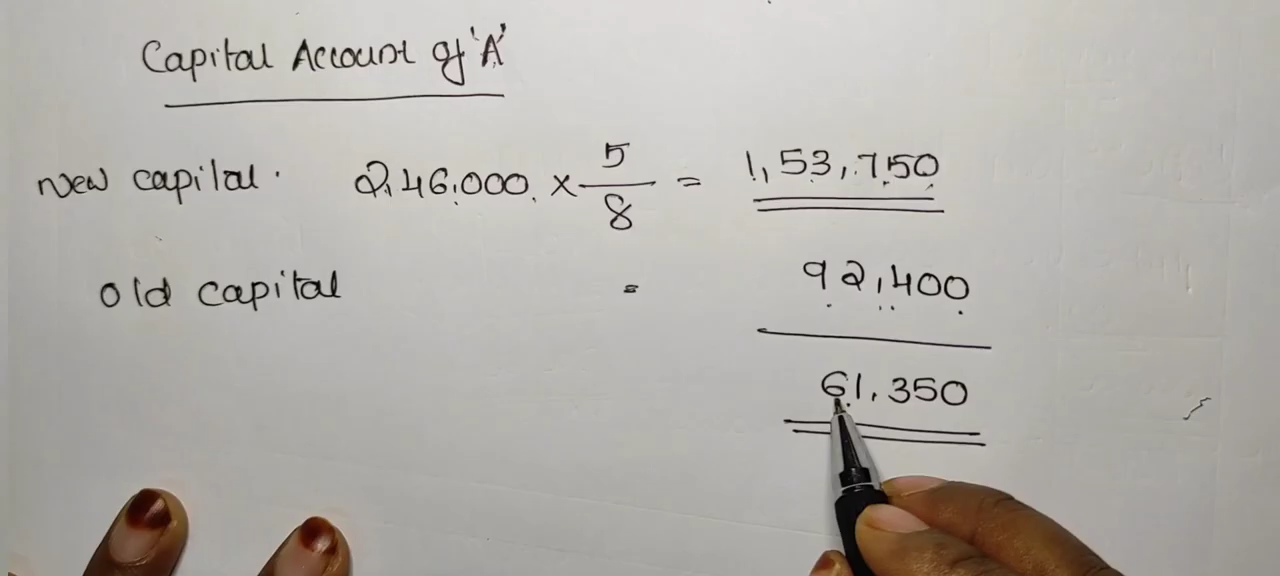 Capital Account of 'A'
New capital. 2,46,000 × 5/8 = 1,53,750
old capital = 92,400
61,350